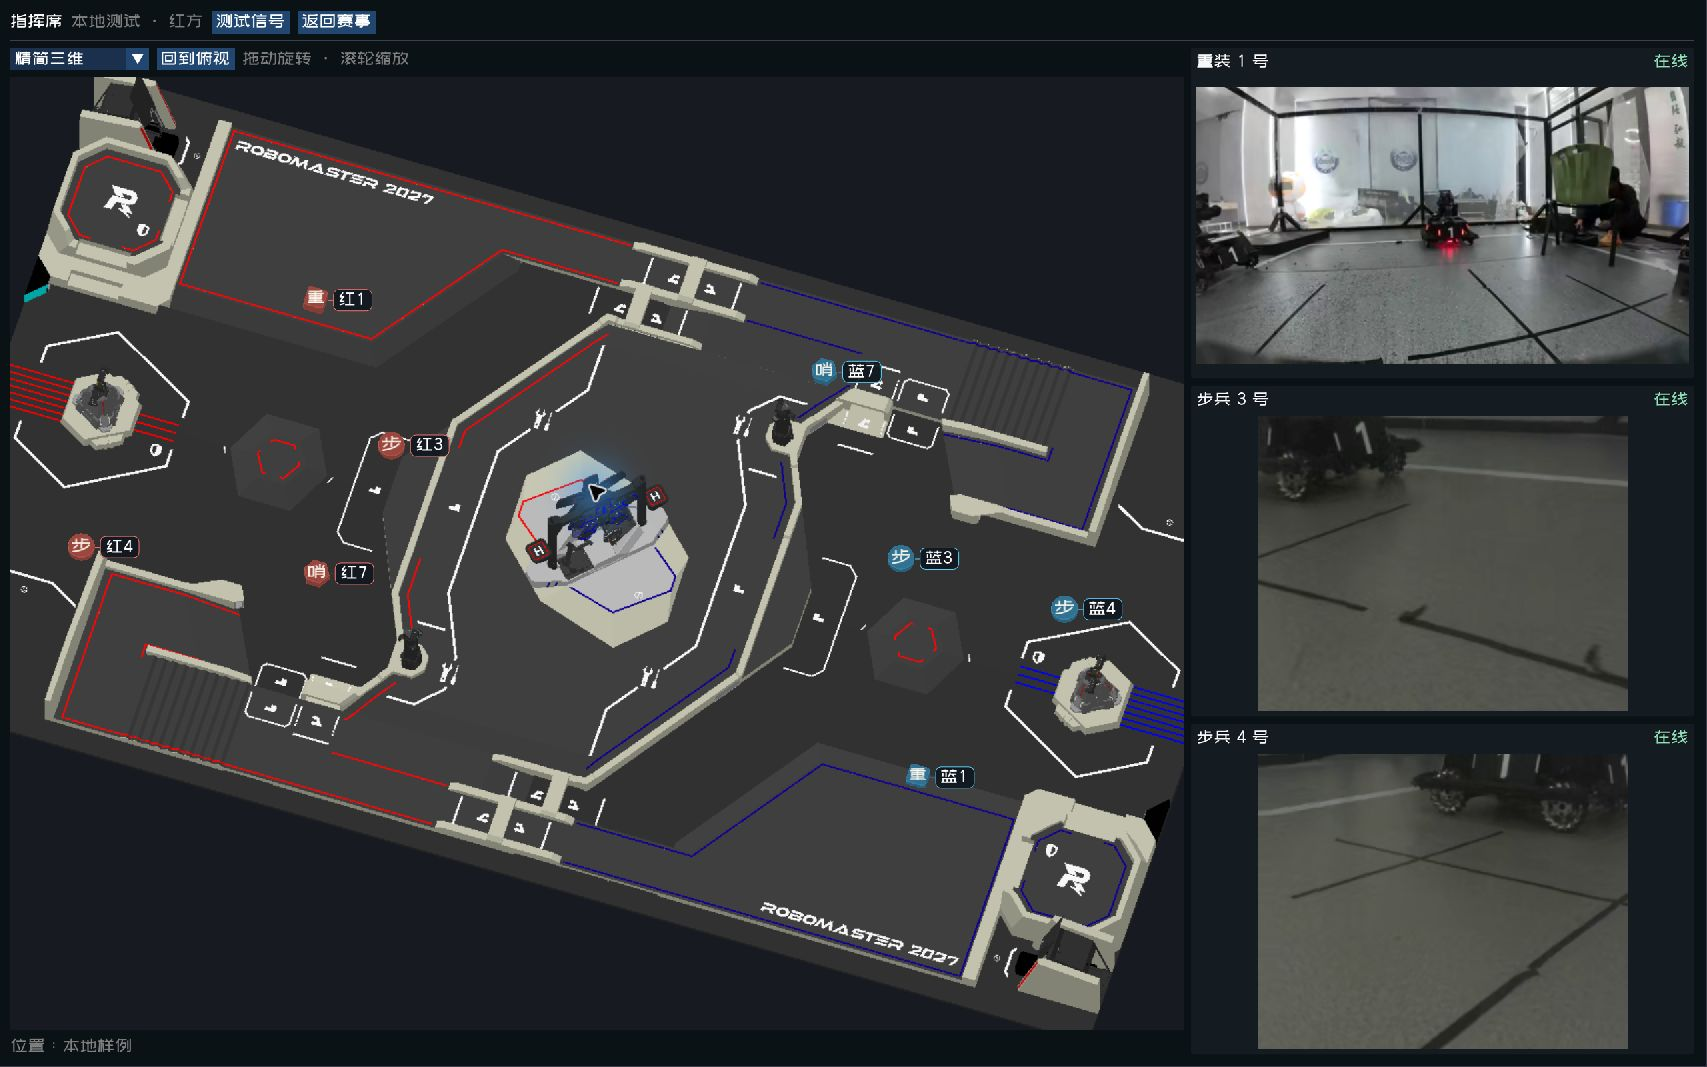 指挥席 本地测试 · 红方 测试信号 返回赛事
精简三维 ▼ 回到俯视 拖动旋转 · 滚轮缩放
重装 1 号 在线
ROBOMASTER 2027
R
重 红1
哨 蓝7
步兵 3 号 在线
步 红3
H
H
步 红4
步 蓝3
哨 红7
步 蓝4
步兵 4 号 在线
重 蓝1
R
ROBOMASTER 2027
位置：本地样例